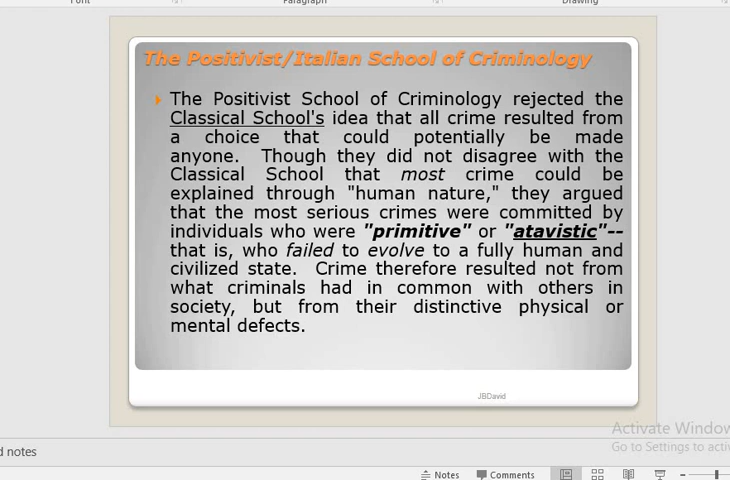 Font Paragraph Drawing
The Positivist/Italian School of Criminology
The Positivist School of Criminology rejected the
Classical School's idea that all crime resulted from
a choice that could potentially be made
anyone. Though they did not disagree with the
Classical School that most crime could be
explained through "human nature," they argued
that the most serious crimes were committed by
individuals who were "primitive" or "atavistic"--
that is, who failed to evolve to a fully human and
civilized state. Crime therefore resulted not from
what criminals had in common with others in
society, but from their distinctive physical or
mental defects.
JBDavid
Activate Window
Go to Settings to activ
d notes
Notes Comments